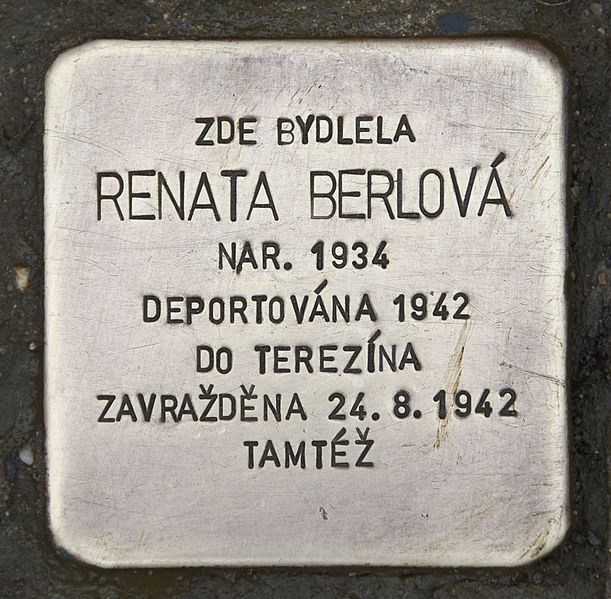 ZDE BYDLELA
RENATA BERLOVÁ
NAR. 1934
DEPORTOVÁNA 1942
DO TEREZÍNA
ZAVRAŽDĚNA 24. 8. 1942
TAMTÉŽ